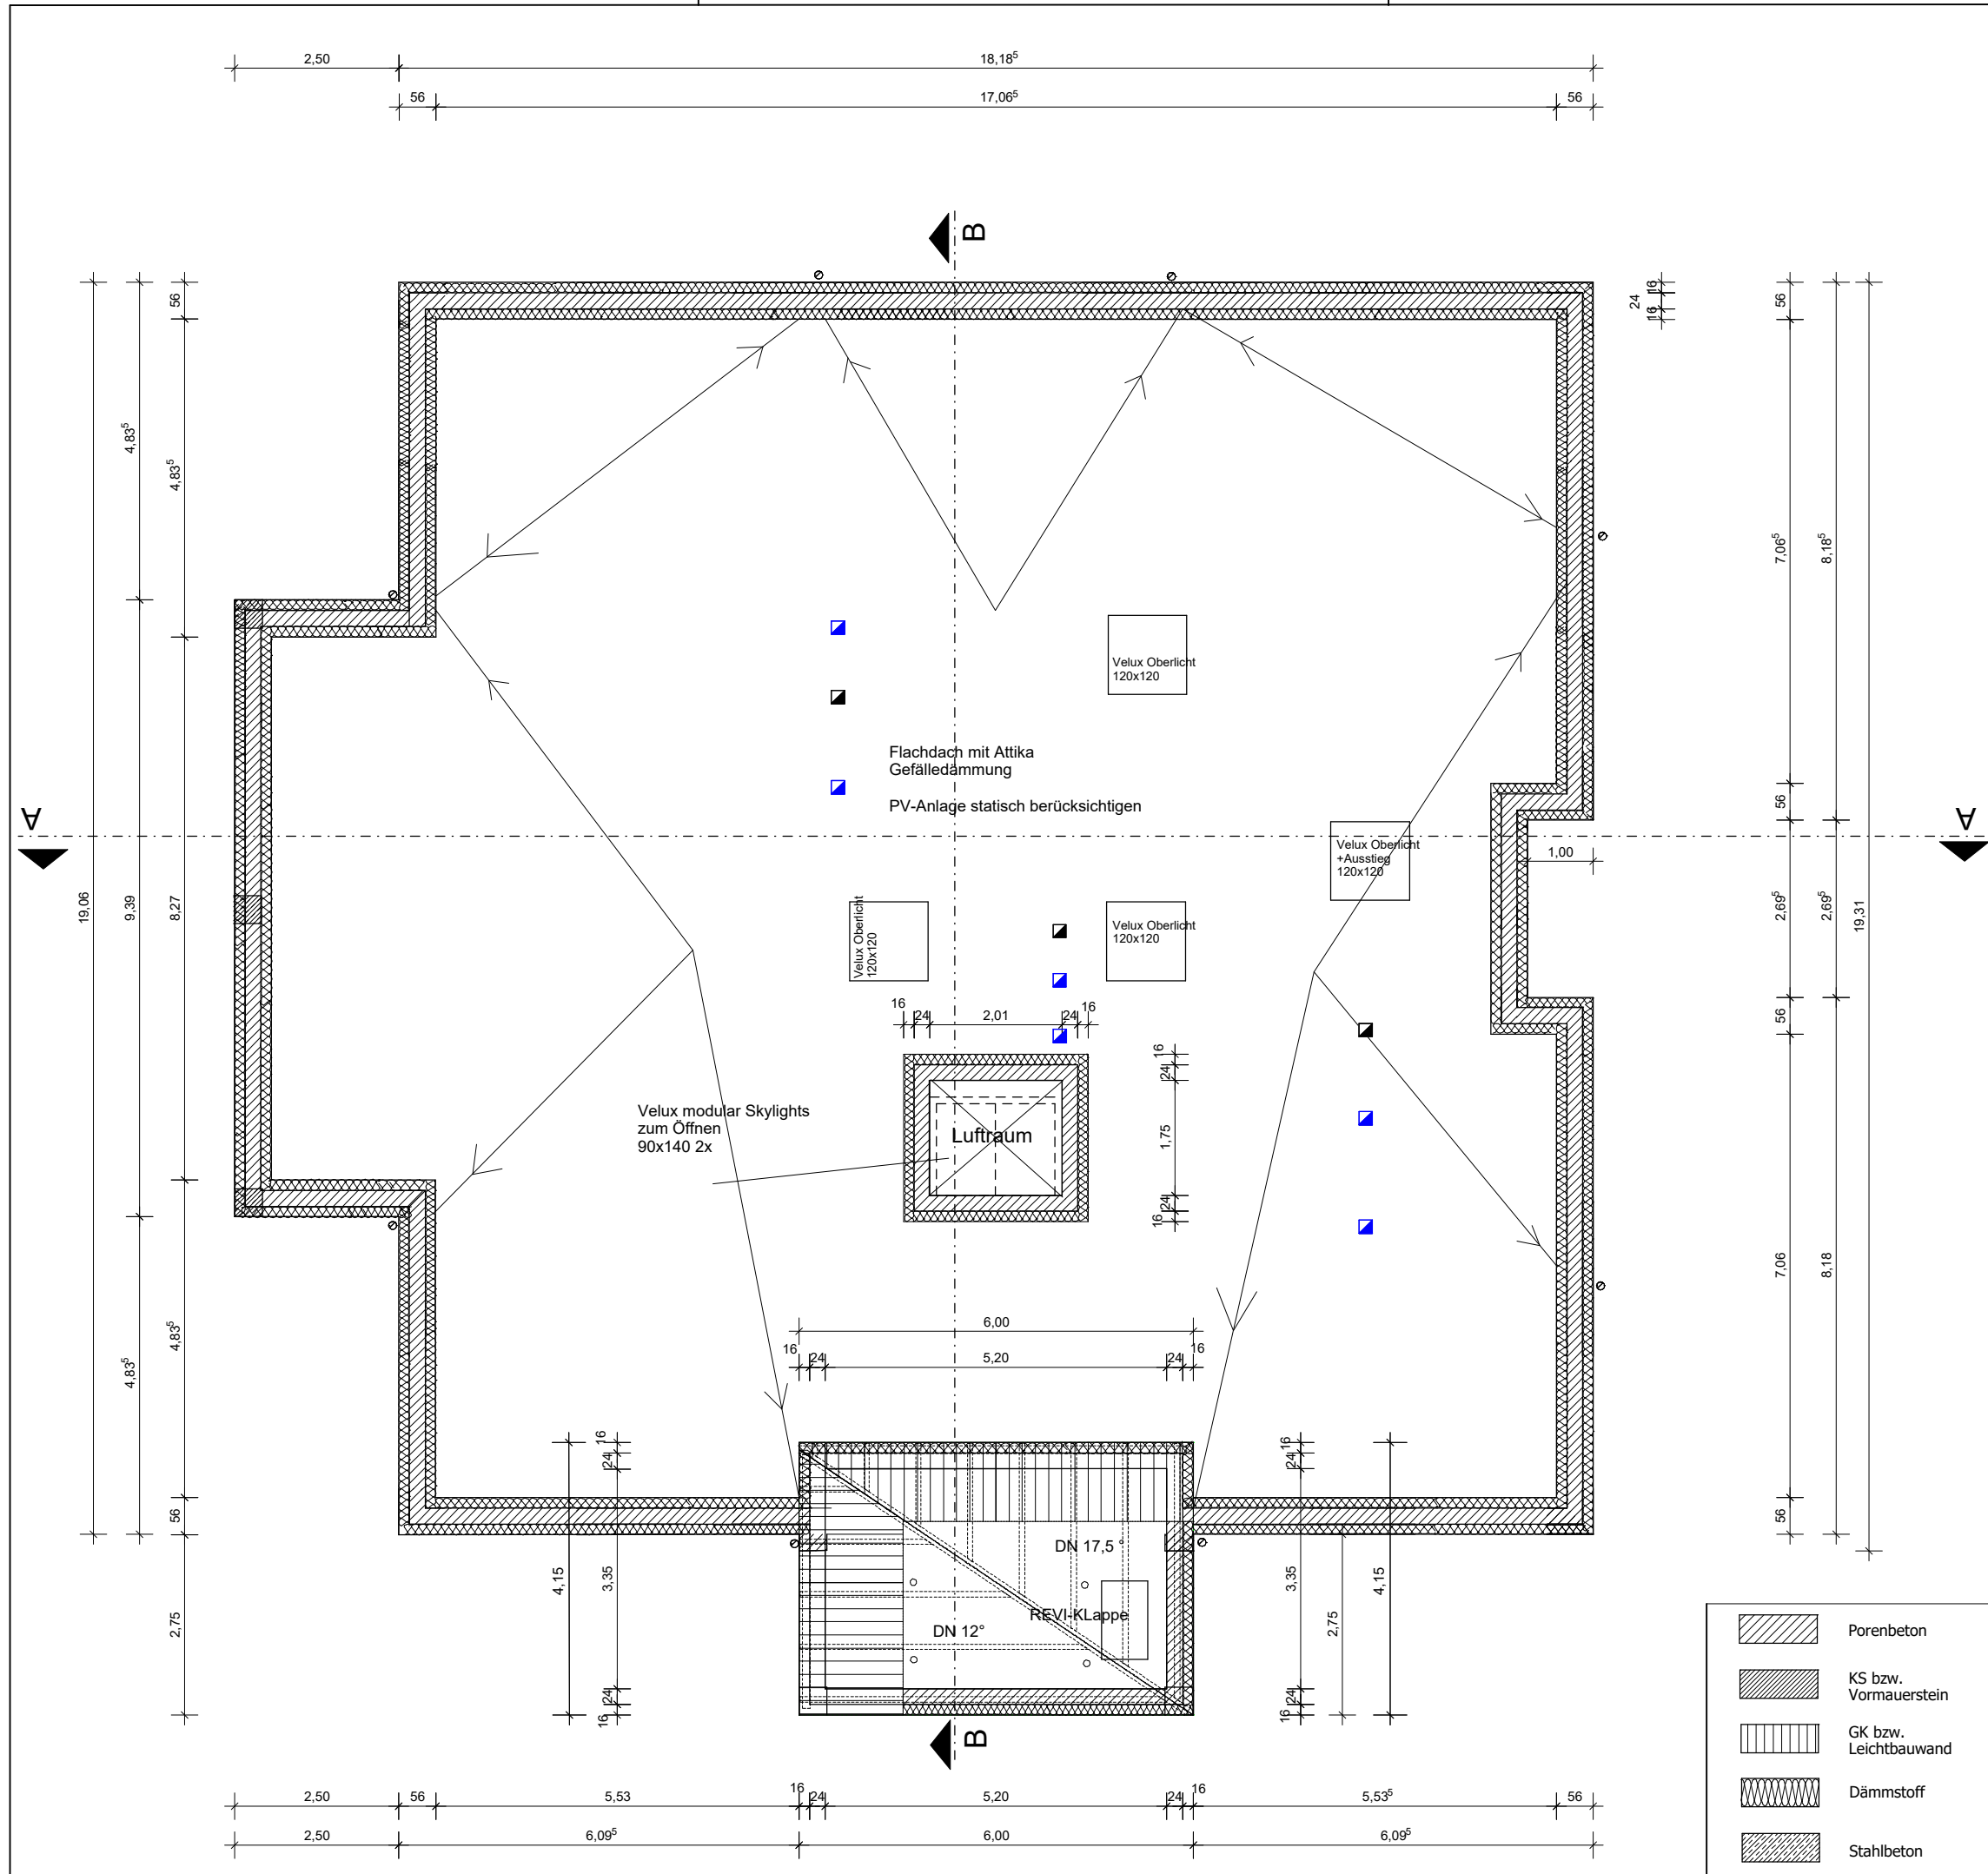 2,50
18,18⁵
56
17,06⁵
56
B
56
4,83⁵
4,83⁵
19,06
9,39
8,27
4,83⁵
4,83⁵
56
2,75
16
24
16
56
7,06⁵
8,18⁵
56
2,69⁵
2,69⁵
19,31
56
7,06
8,18
56
A
A
1,00
Velux Oberlicht
120x120
Flachdach mit Attika
Gefälledämmung
PV-Anlage statisch berücksichtigen
Velux Oberlicht
+Ausstieg
120x120
Velux Oberlicht
120x120
Velux Oberlicht
120x120
16
24
2,01
24
16
16
24
1,75
24
16
Velux modular Skylights
zum Öffnen
90x140 2x
Luftraum
6,00
16
24
5,20
24
16
16
24
3,35
4,15
24
16
16
24
3,35
2,75
4,15
24
16
DN 17,5 °
REVI-KLappe
DN 12°
B
2,50
56
5,53
16
24
5,20
24
16
5,53⁵
56
2,50
6,09⁵
6,00
6,09⁵
Porenbeton
KS bzw.
Vormauerstein
GK bzw.
Leichtbauwand
Dämmstoff
Stahlbeton